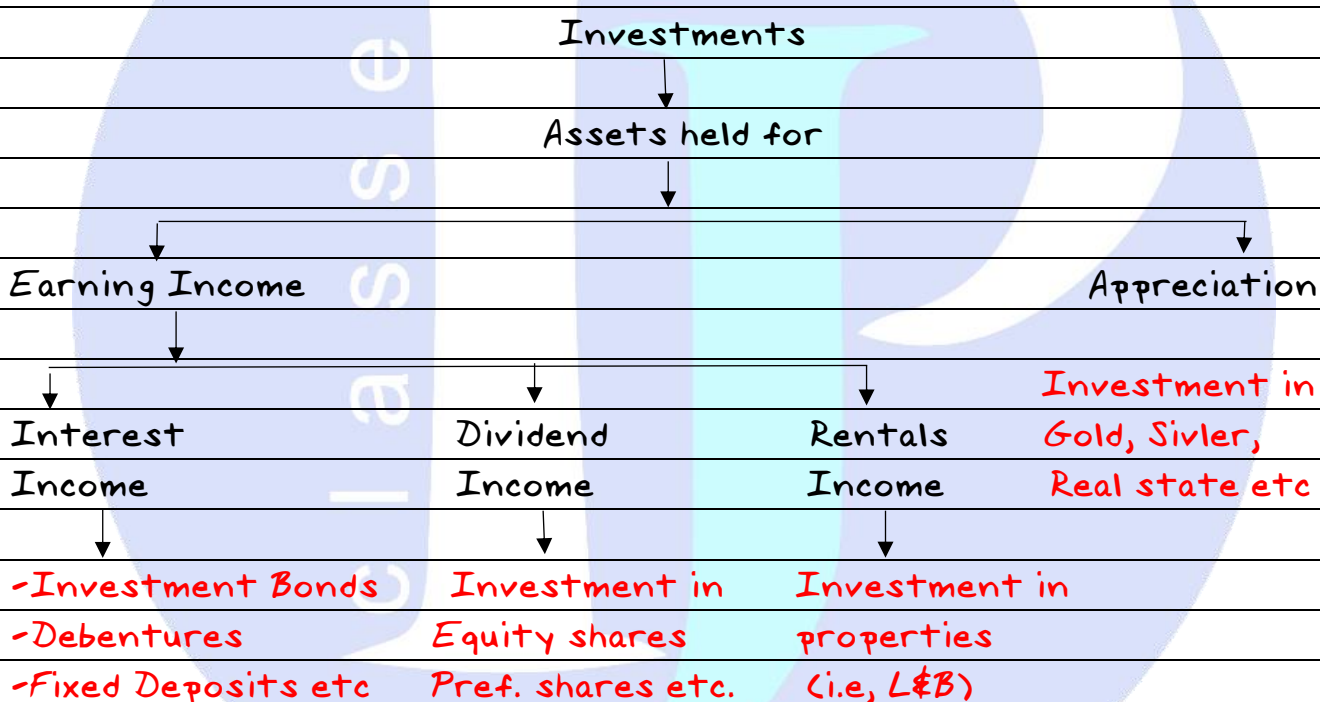 Investments
Assets held for
Earning Income
Appreciation
Interest
Income
Dividend
Income
Rentals
Income
Investment in
Gold, Sivler,
Real state etc
-Investment Bonds
-Debentures
-Fixed Deposits etc
Investment in
Equity shares
Pref. shares etc.
Investment in
properties
(i.e, L&B)
classe